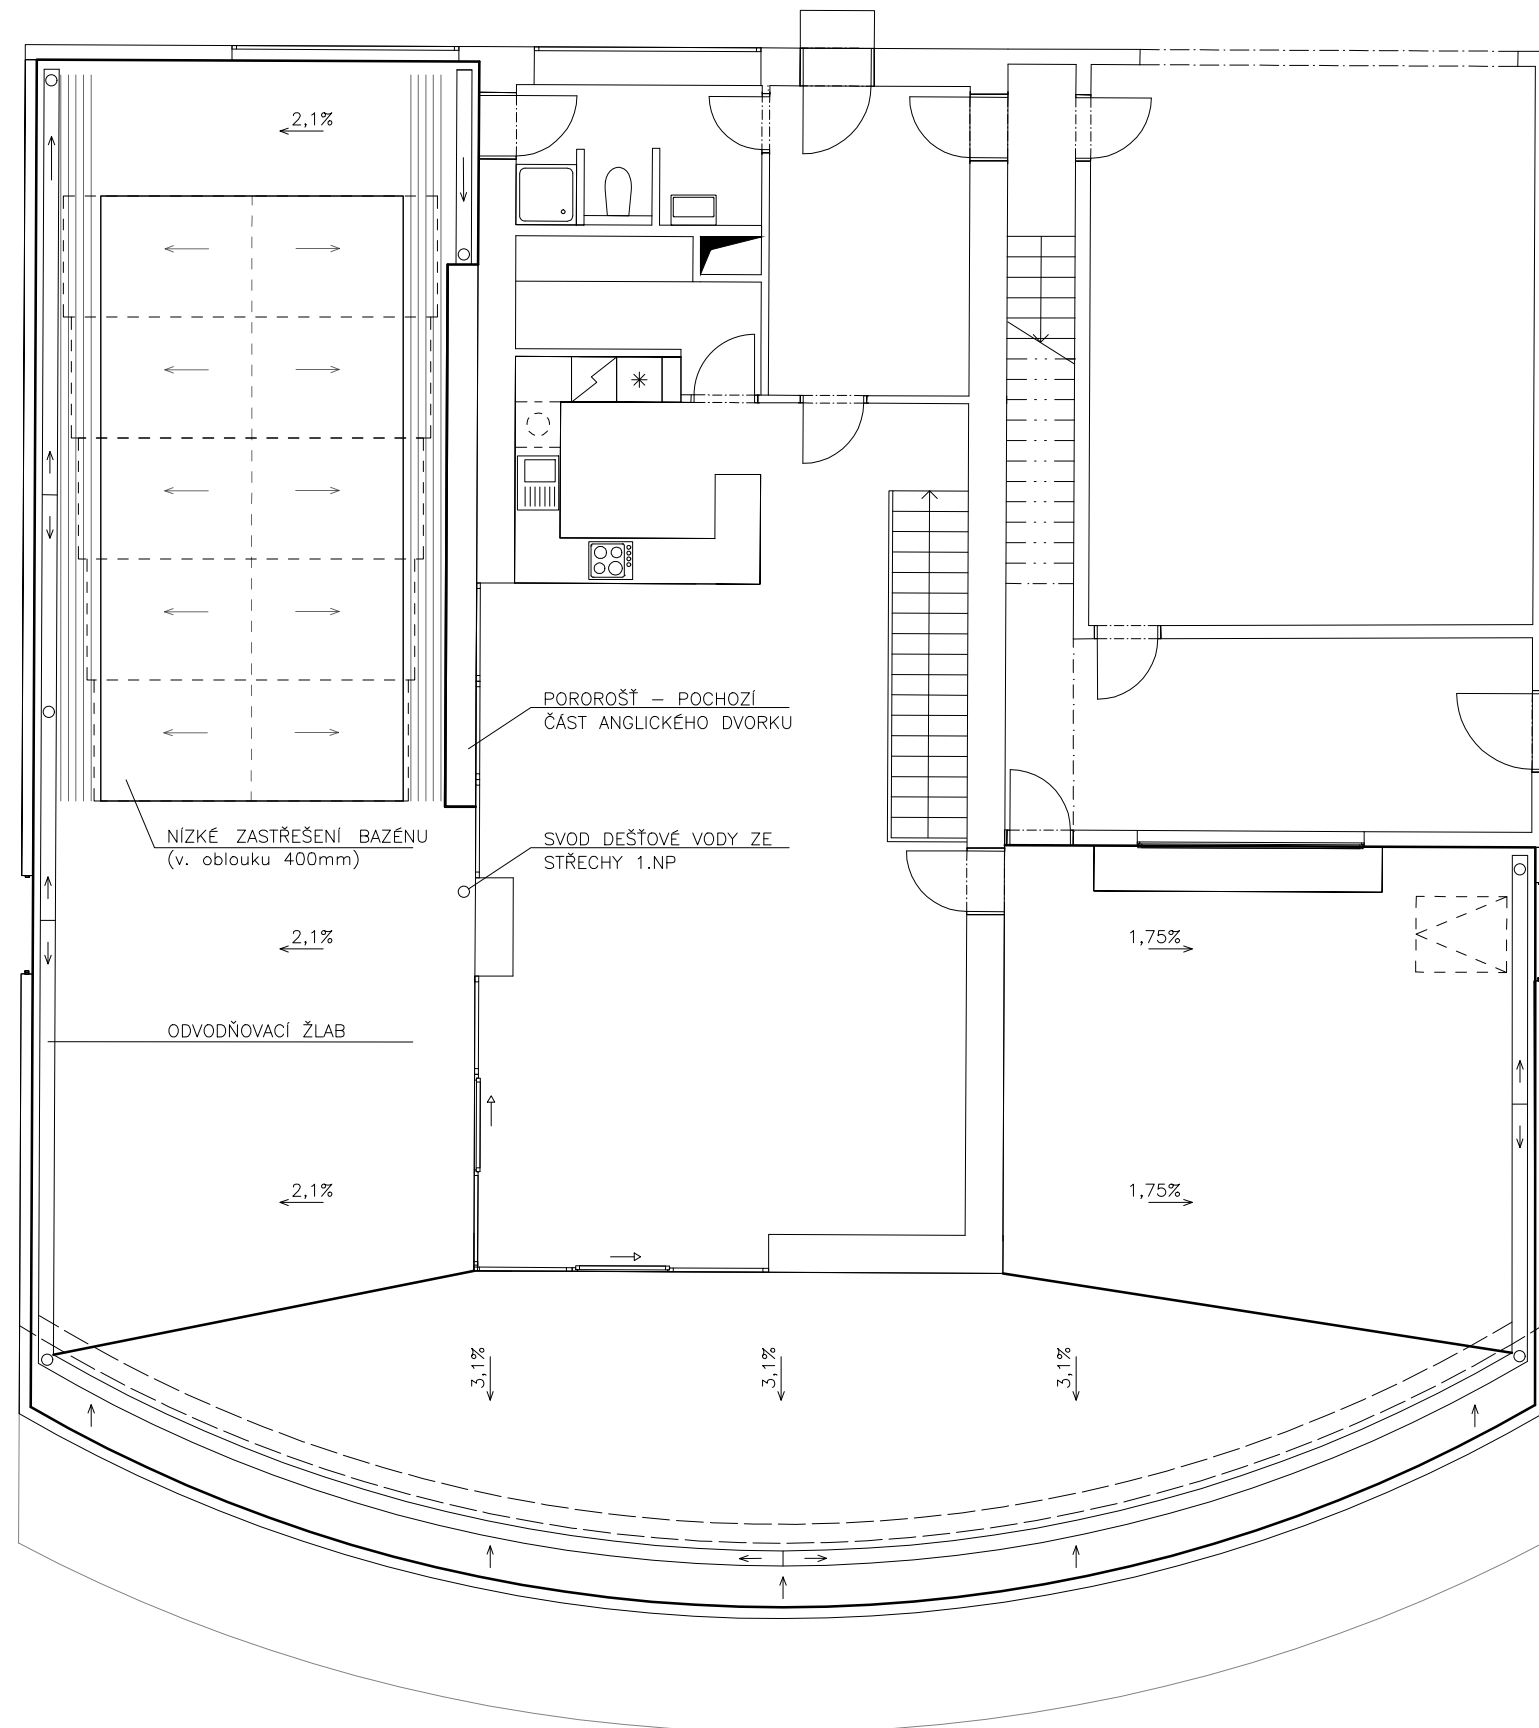 2,1%
POROROŠŤ – POCHOZÍ
ČÁST ANGLICKÉHO DVORKU
NÍZKÉ ZASTŘEŠENÍ BAZÉNU
(v. oblouku 400mm)
SVOD DEŠŤOVÉ VODY ZE
STŘECHY 1.NP
2,1%
1,75%
ODVODŇOVACÍ ŽLAB
2,1%
1,75%
3,1%
3,1%
3,1%